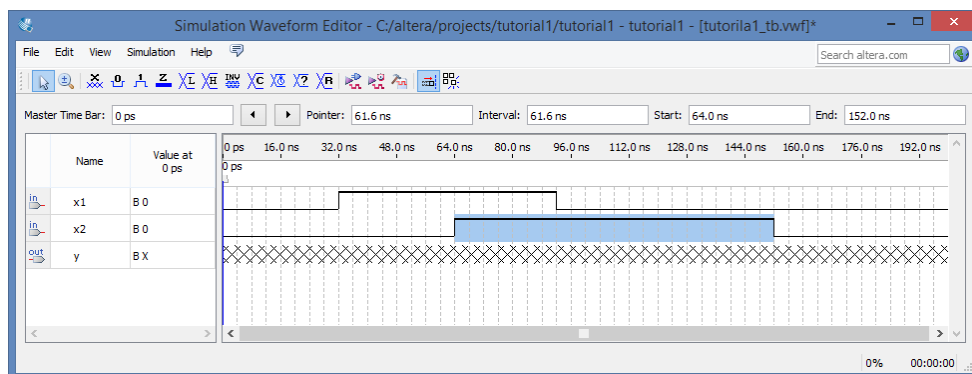 Simulation Waveform Editor - C:/altera/projects/tutorial1/tutorial1 - tutorial1 - [tutorila1_tb.vwf]*
File Edit View Simulation Help
Search altera.com
Master Time Bar: 0 ps Pointer: 61.6 ns Interval: 61.6 ns Start: 64.0 ns End: 152.0 ns
Name Value at 0 ps
0 ps 16.0 ns 32.0 ns 48.0 ns 64.0 ns 80.0 ns 96.0 ns 112.0 ns 128.0 ns 144.0 ns 160.0 ns 176.0 ns 192.0 ns
0 ps
in x1 B 0
in x2 B 0
out y B X
0% 00:00:00